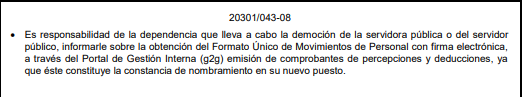 20301/043-08
• Es responsabilidad de la dependencia que lleva a cabo la democión de la servidora pública o del servidor
público, informarle sobre la obtención del Formato Único de Movimientos de Personal con firma electrónica,
a través del Portal de Gestión Interna (g2g) emisión de comprobantes de percepciones y deducciones, ya
que éste constituye la constancia de nombramiento en su nuevo puesto.